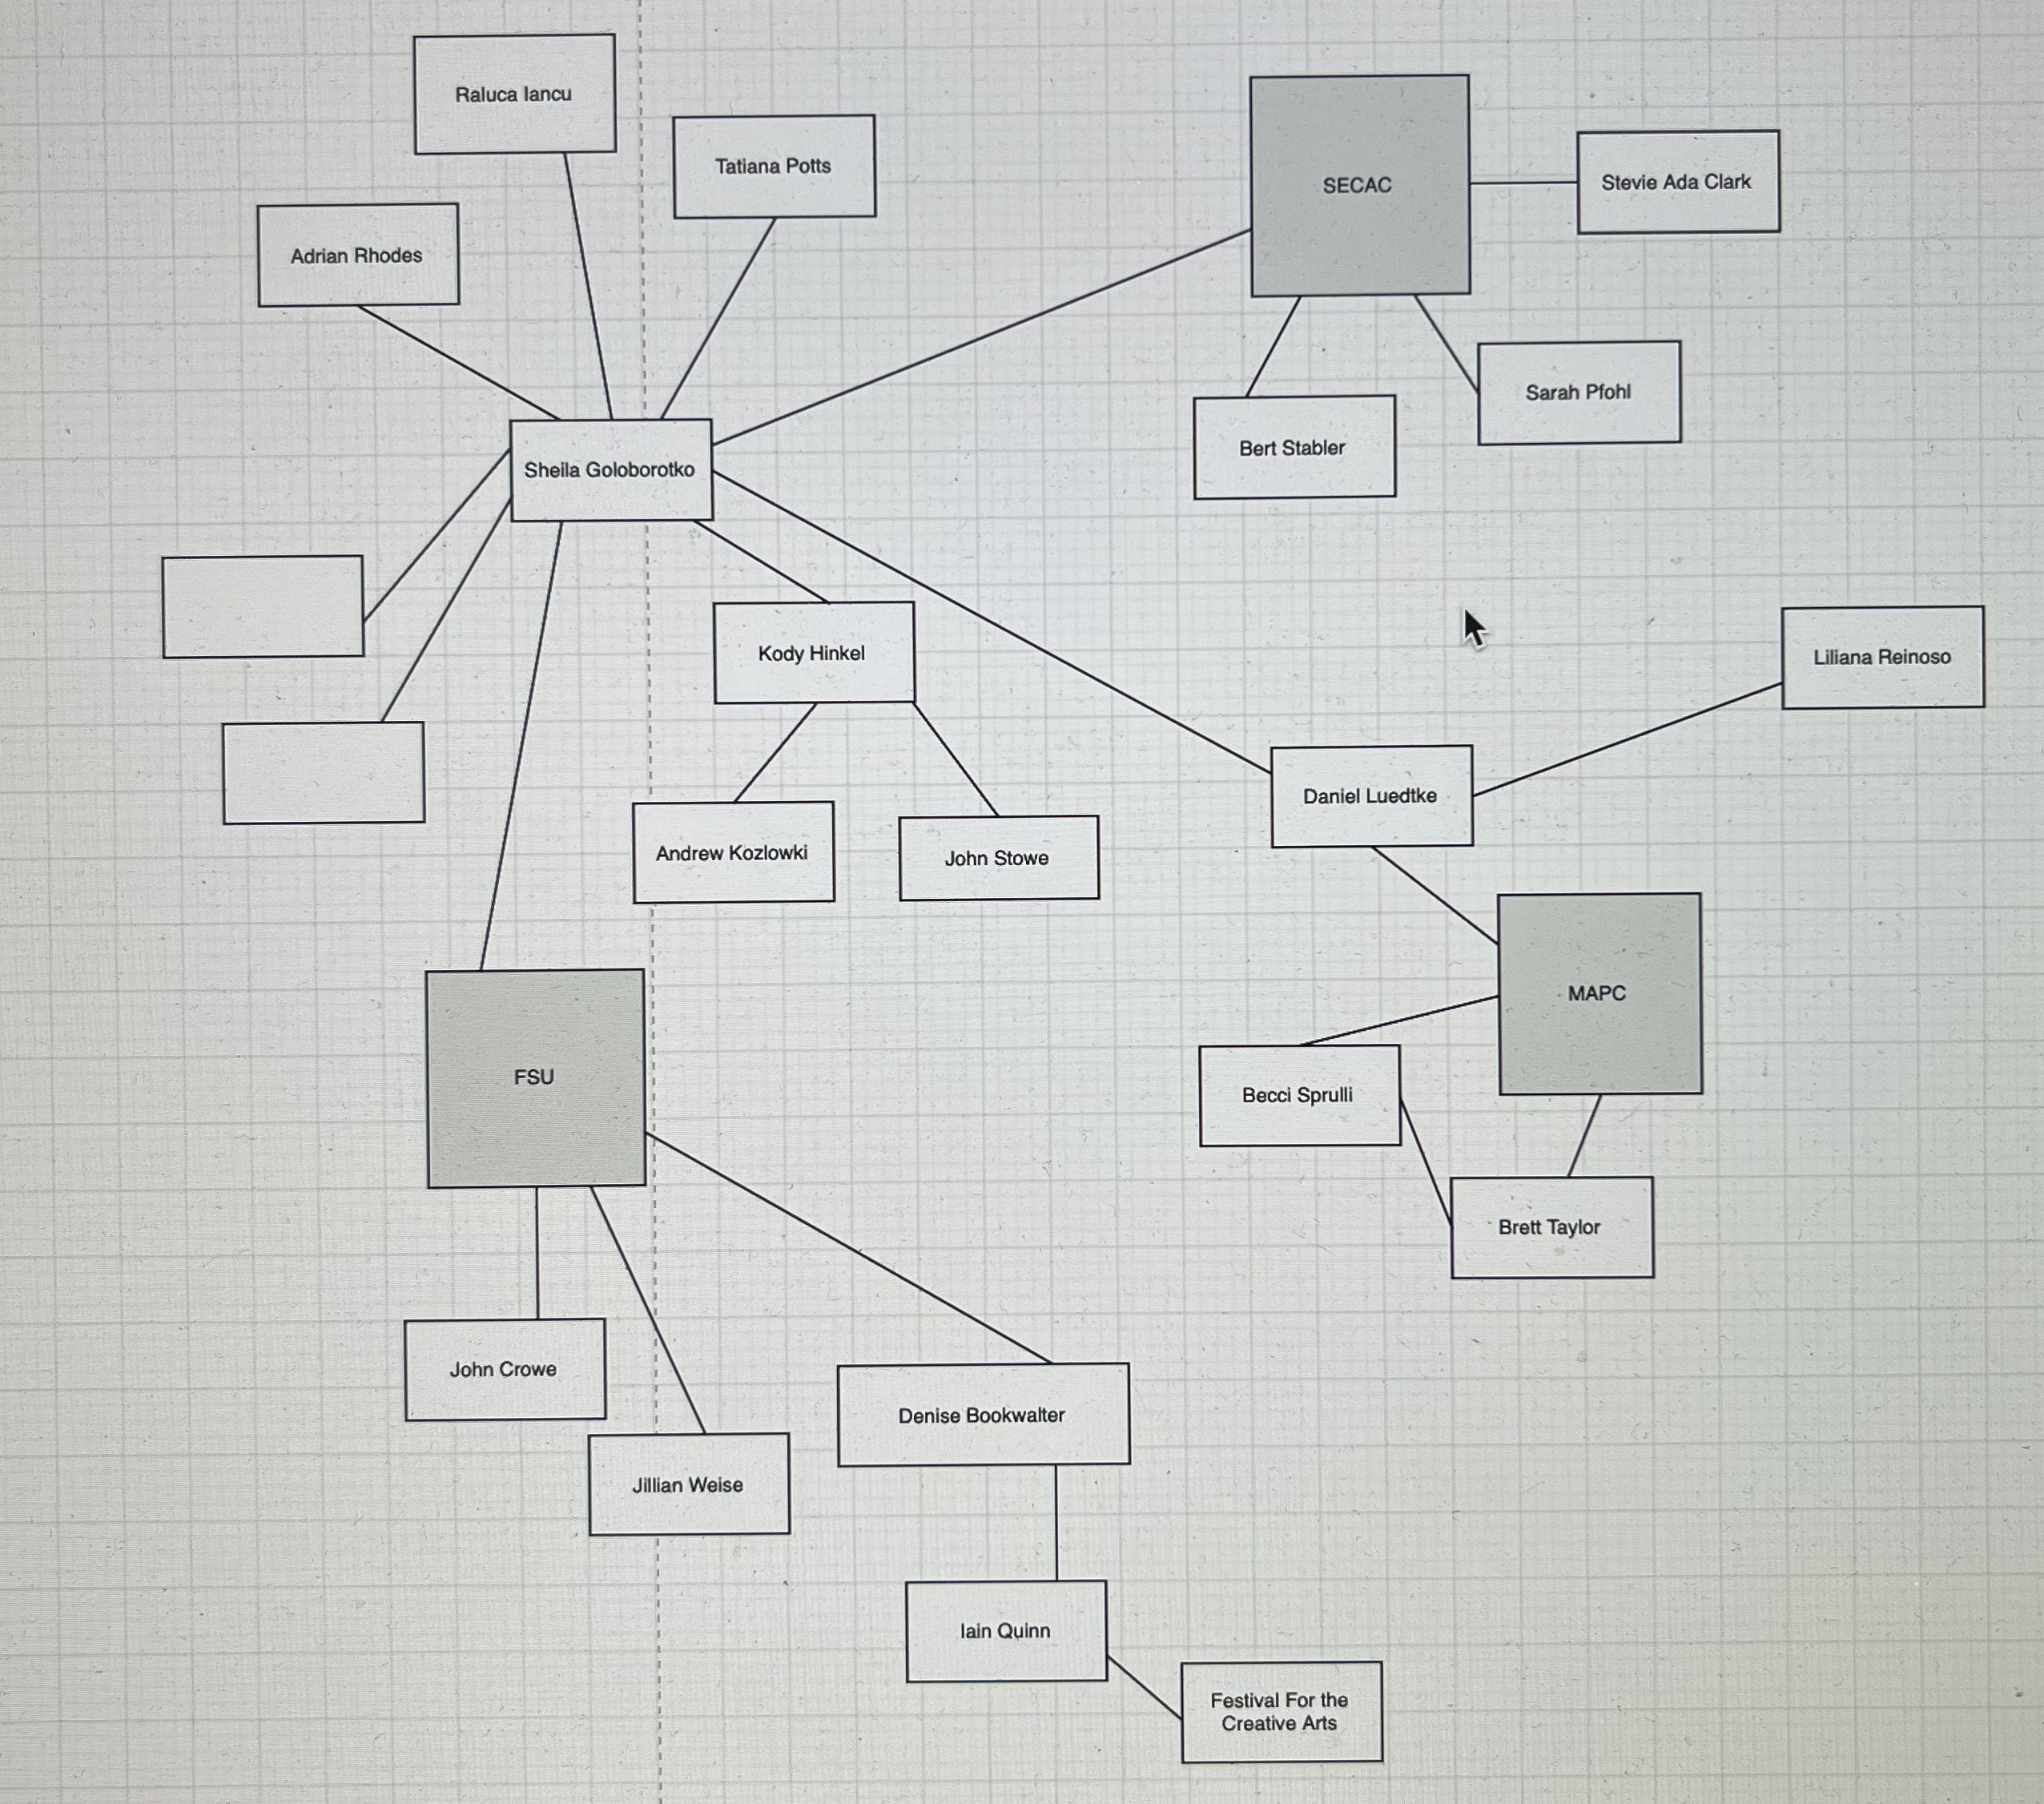 Raluca Iancu
Tatiana Potts
SECAC
Stevie Ada Clark
Adrian Rhodes
Sarah Pfohl
Bert Stabler
Sheila Goloborotko
Kody Hinkel
Liliana Reinoso
Daniel Luedtke
Andrew Kozlowki
John Stowe
MAPC
FSU
Becci Sprulli
Brett Taylor
John Crowe
Denise Bookwalter
Jillian Weise
Iain Quinn
Festival For the
Creative Arts